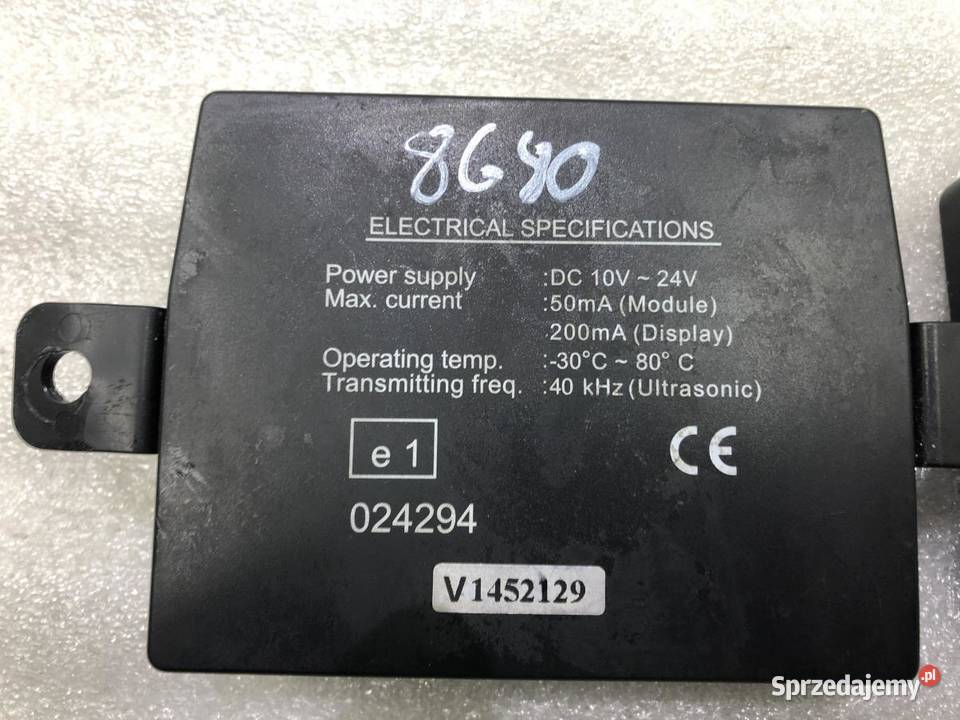 8640
ELECTRICAL SPECIFICATIONS
Power supply :DC 10V ~ 24V
Max. current :50mA (Module)
200mA (Display)
Operating temp. :-30°C ~ 80° C
Transmitting freq. :40 kHz (Ultrasonic)
e 1
CE
024294
V1452129
Sprzedajemy.pl